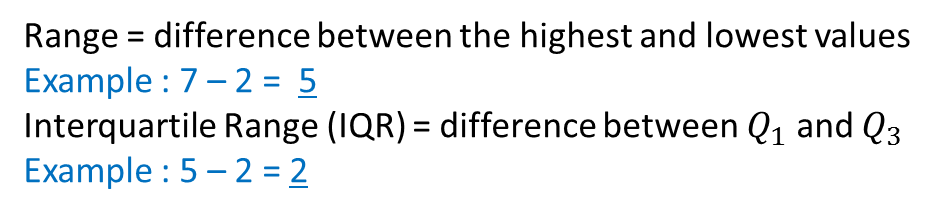 Range = difference between the highest and lowest values
Example : 7 – 2 = 5
Interquartile Range (IQR) = difference between Q₁ and Q₃
Example : 5 – 2 = 2